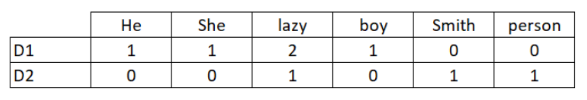 He She lazy boy Smith person
D1 1 1 2 1 0 0
D2 0 0 1 0 1 1